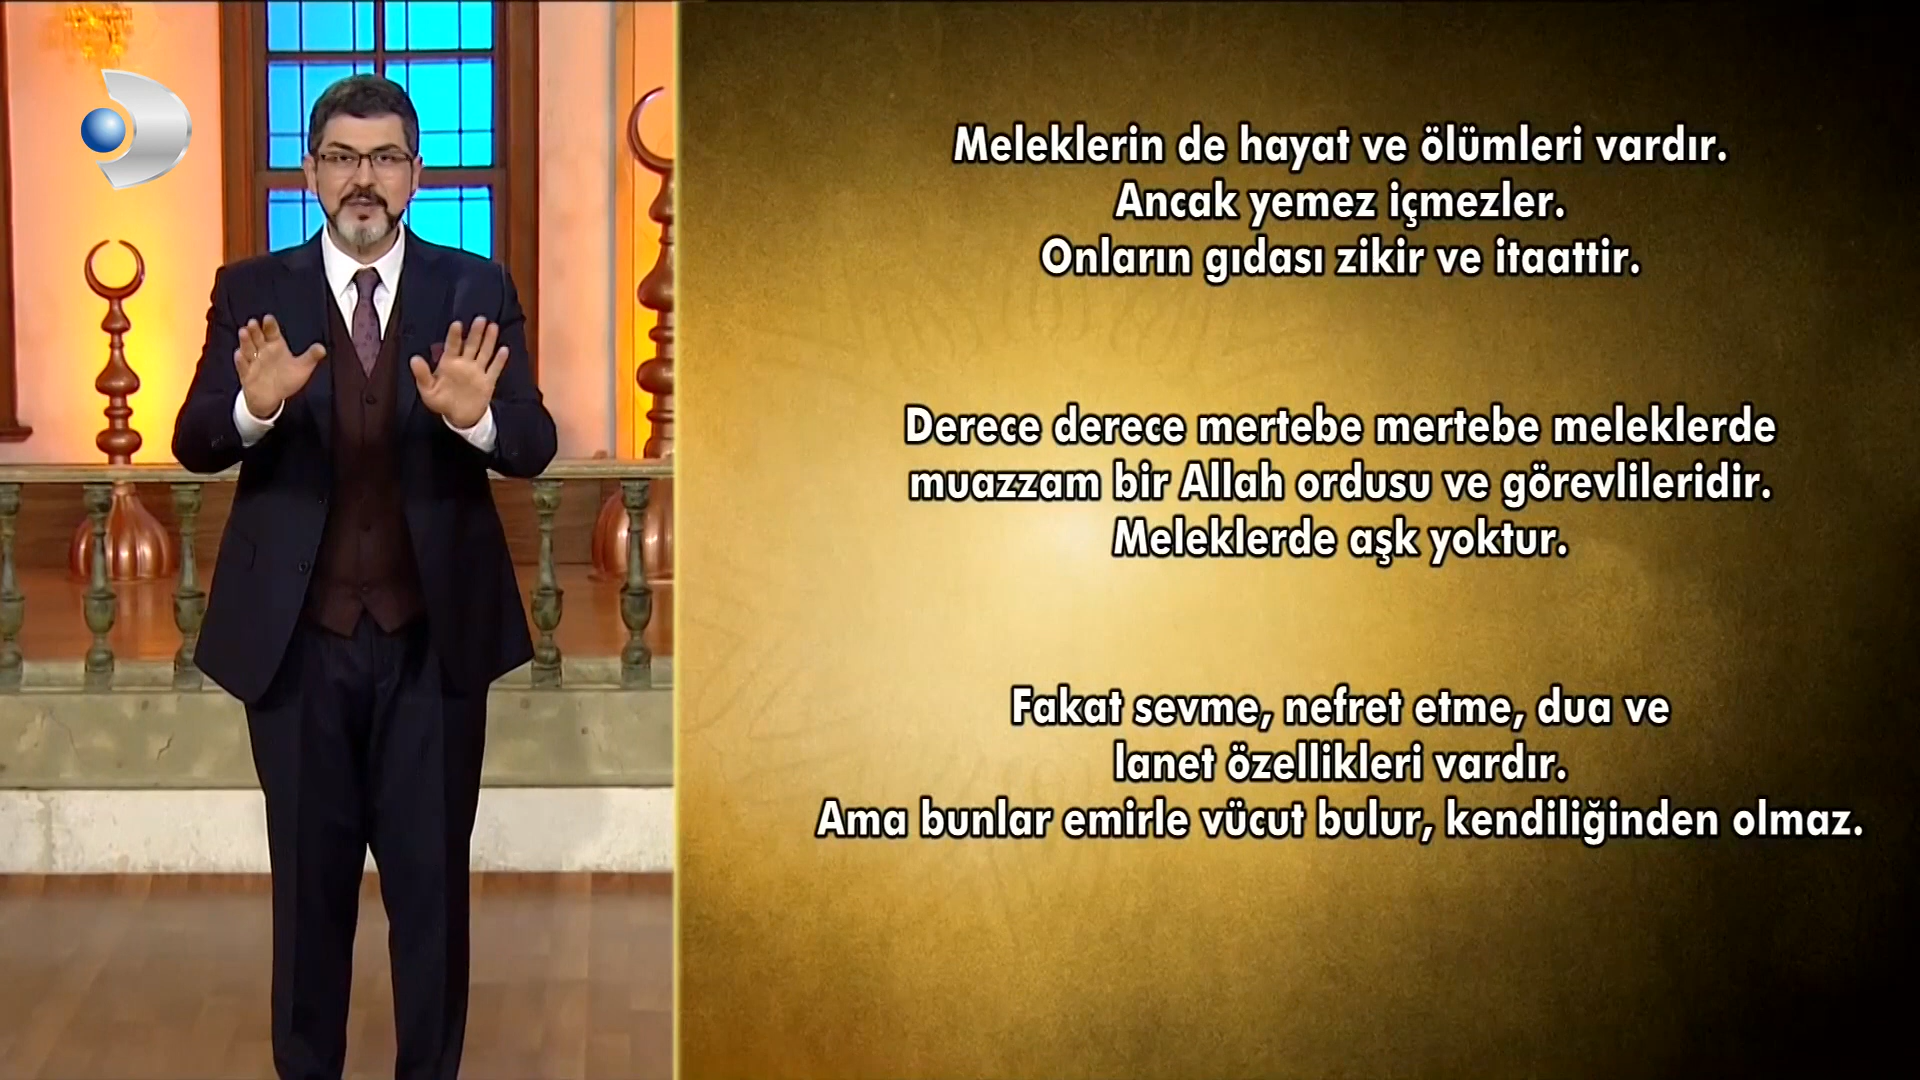 Meleklerin de hayat ve ölümleri vardır.
Ancak yemez içmezler.
Onların gıdası zikir ve itaattir.
Derece derece mertebe mertebe meleklerde
muazzam bir Allah ordusu ve görevlileridir.
Meleklerde aşk yoktur.
Fakat sevme, nefret etme, dua ve
lanet özellikleri vardır.
Ama bunlar emirle vücut bulur, kendiliğinden olmaz.